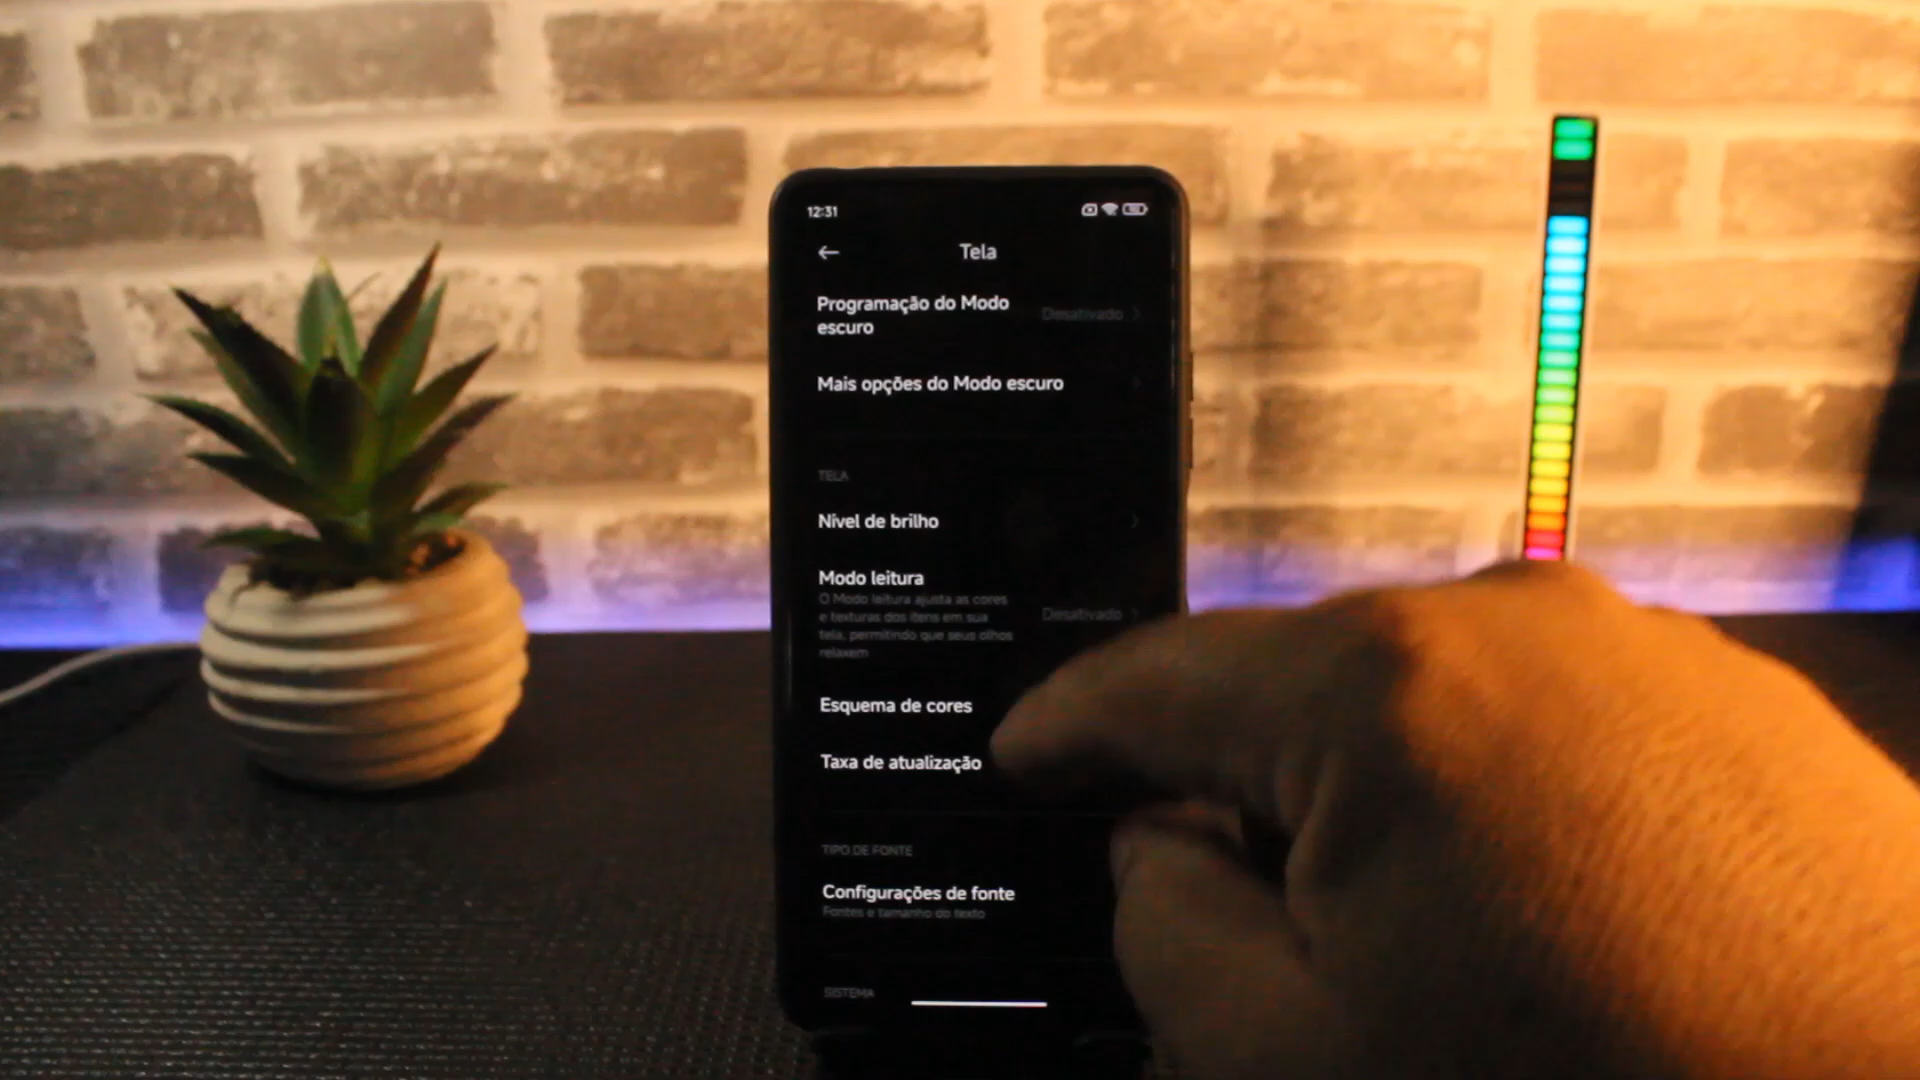 12:31
Tela
Programação do Modo
escuro
Desativado
Mais opções do Modo escuro
TELA
Nível de brilho
Modo leitura
O Modo leitura ajusta as cores
e texturas dos itens em sua
tela, permitindo que seus olhos
relaxem
Desativado
Esquema de cores
Taxa de atualização
TIPO DE FONTE
Configurações de fonte
Fontes e tamanho do texto
SISTEMA